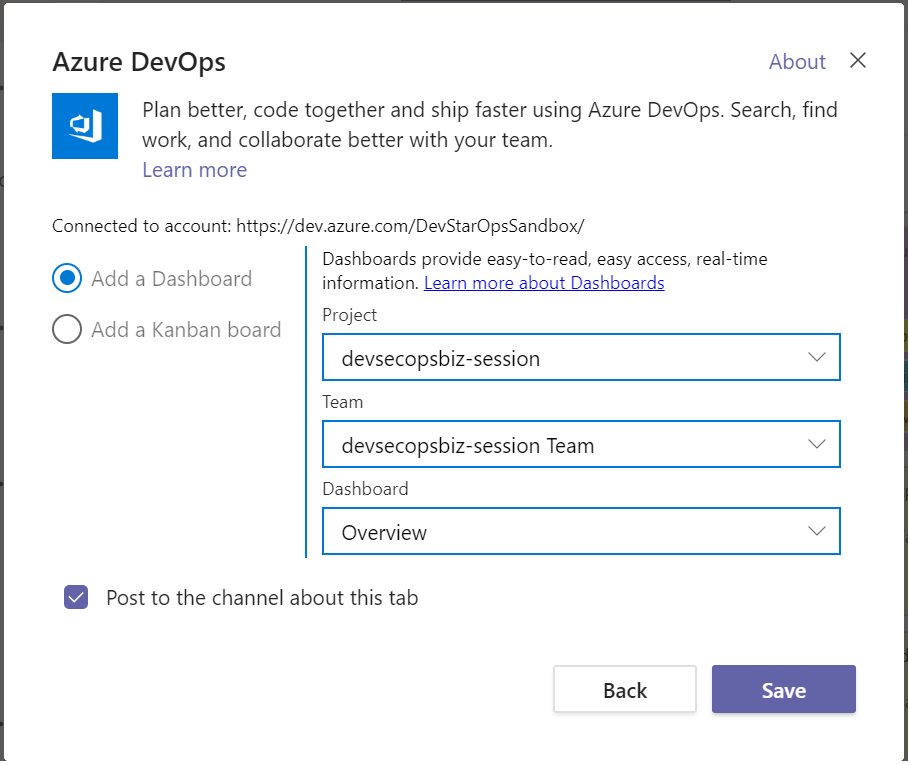 Azure DevOps
About
Plan better, code together and ship faster using Azure DevOps. Search, find
work, and collaborate better with your team.
Learn more
Connected to account: https://dev.azure.com/DevStarOpsSandbox/
Add a Dashboard
Add a Kanban board
Dashboards provide easy-to-read, easy access, real-time
information. Learn more about Dashboards
Project
devsecopsbiz-session
Team
devsecopsbiz-session Team
Dashboard
Overview
Post to the channel about this tab
Back
Save